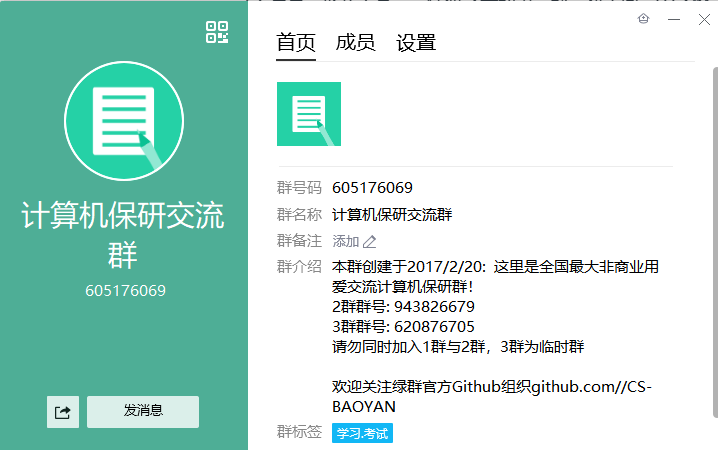 首页 成员 设置
计算机保研交流
群
605176069
发消息
群号码 605176069
群名称 计算机保研交流群
群备注 添加
群介绍 本群创建于2017/2/20: 这里是全国最大非商业用
爱交流计算机保研群!
2群群号: 943826679
3群群号: 620876705
请勿同时加入1群与2群，3群为临时群
欢迎关注绿群官方Github组织github.com//CS-
BAOYAN
群标签 学习,考试